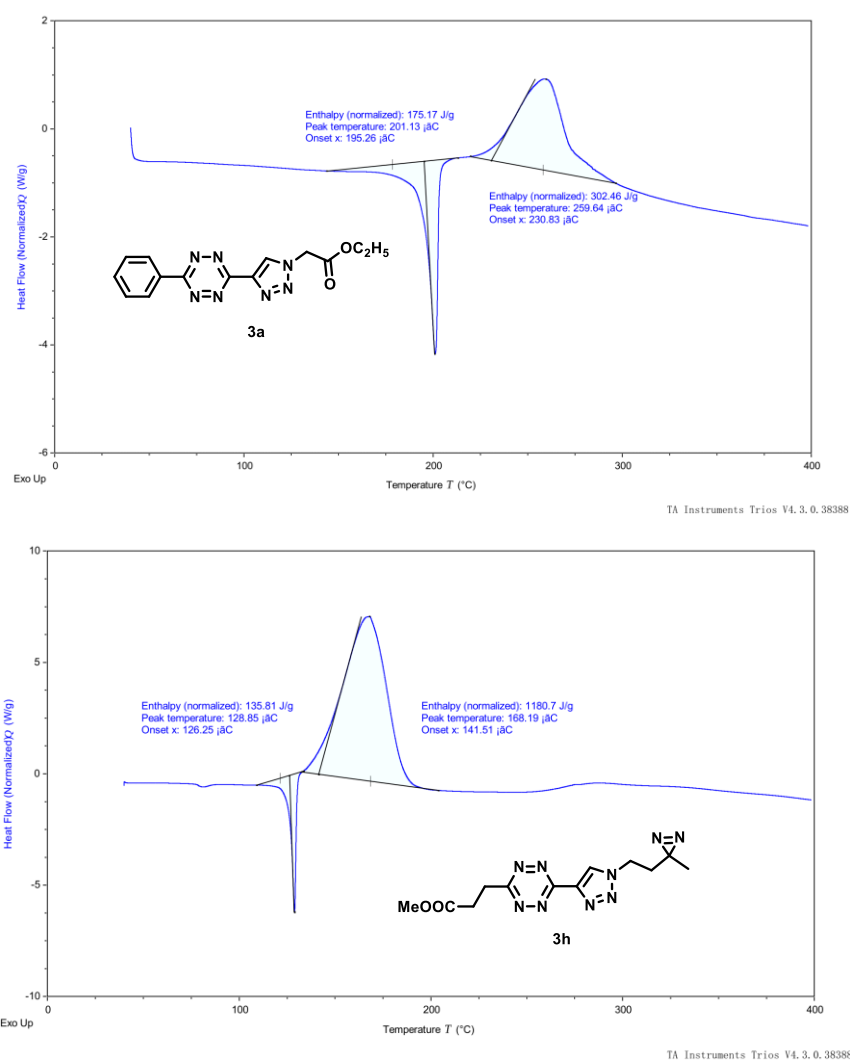 2
0
-2
-4
-6
Heat Flow (Normalized)Q (W/g)
Enthalpy (normalized): 175.17 J/g
Peak temperature: 201.13 ¡ãC
Onset x: 195.26 ¡ãC
Enthalpy (normalized): 302.46 J/g
Peak temperature: 259.64 ¡ãC
Onset x: 230.83 ¡ãC
N N
N N
N
N N
OC₂H₅
O
3a
0 100 200 300 400
Exo Up
Temperature T (°C)
TA Instruments Trios V4.3.0.38388
10
5
0
-5
-10
Heat Flow (Normalized)Q (W/g)
Enthalpy (normalized): 135.81 J/g
Peak temperature: 128.85 ¡ãC
Onset x: 126.25 ¡ãC
Enthalpy (normalized): 1180.7 J/g
Peak temperature: 168.19 ¡ãC
Onset x: 141.51 ¡ãC
N=N
N N
N N
N
N N
MeOOC
3h
100 200 300 400
Exo Up
Temperature T (°C)
TA Instruments Trios V4.3.0.38388